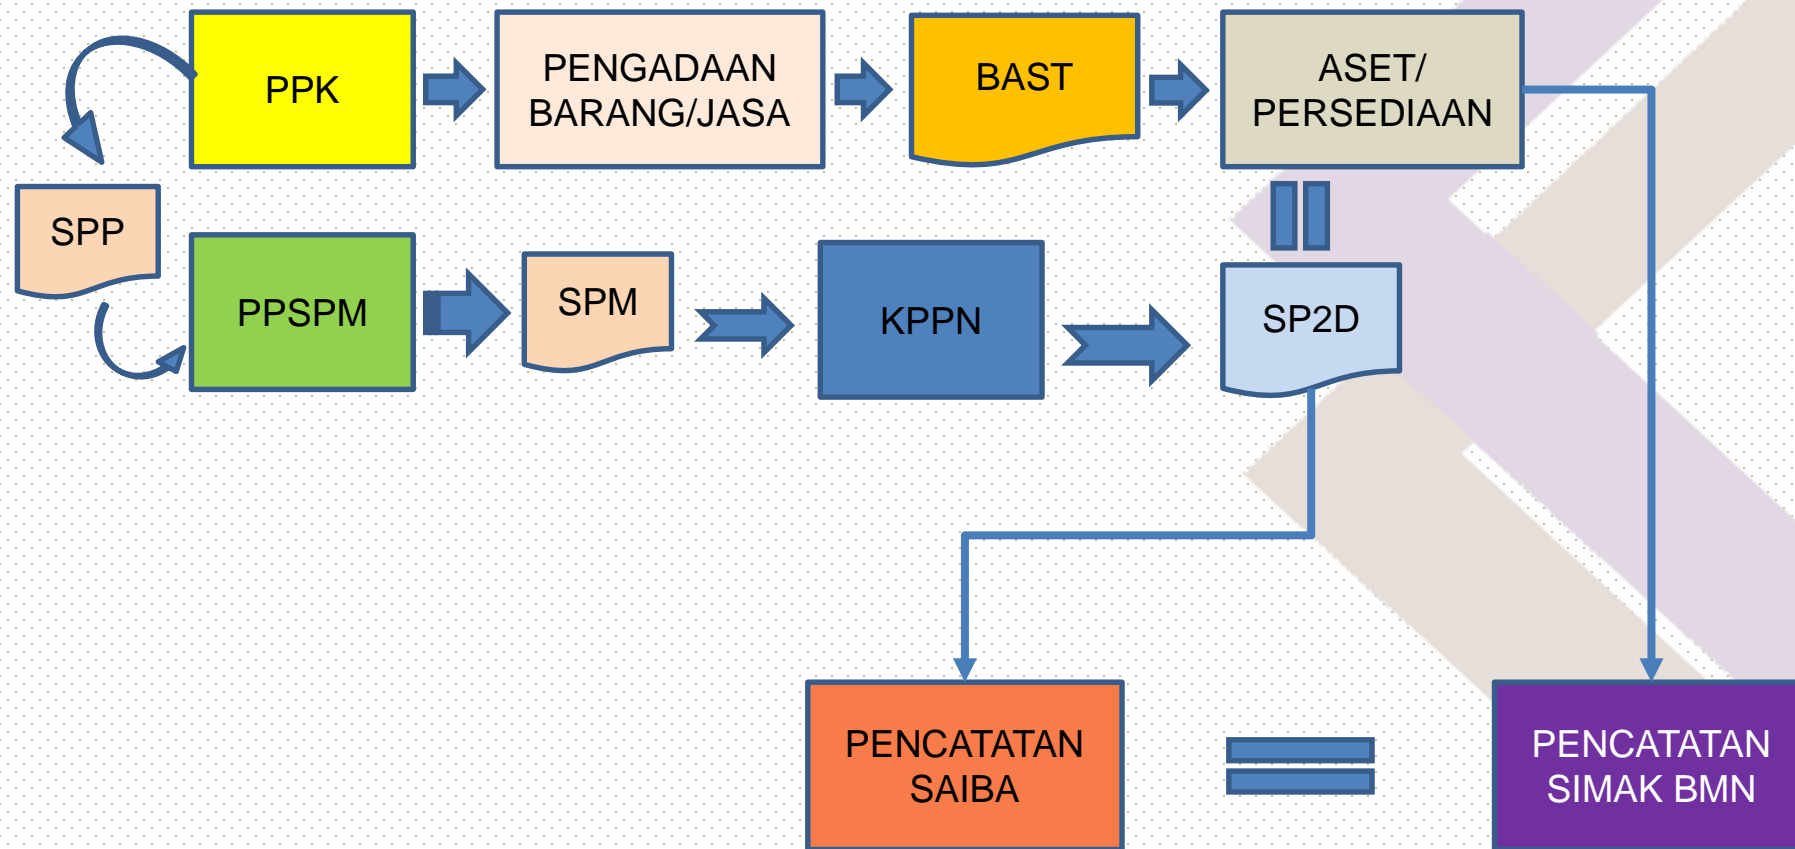 PPK
PENGADAAN
BARANG/JASA
BAST
ASET/
PERSEDIAAN
SPP
PPSPM
SPM
KPPN
SP2D
PENCATATAN
SAIBA
PENCATATAN
SIMAK BMN